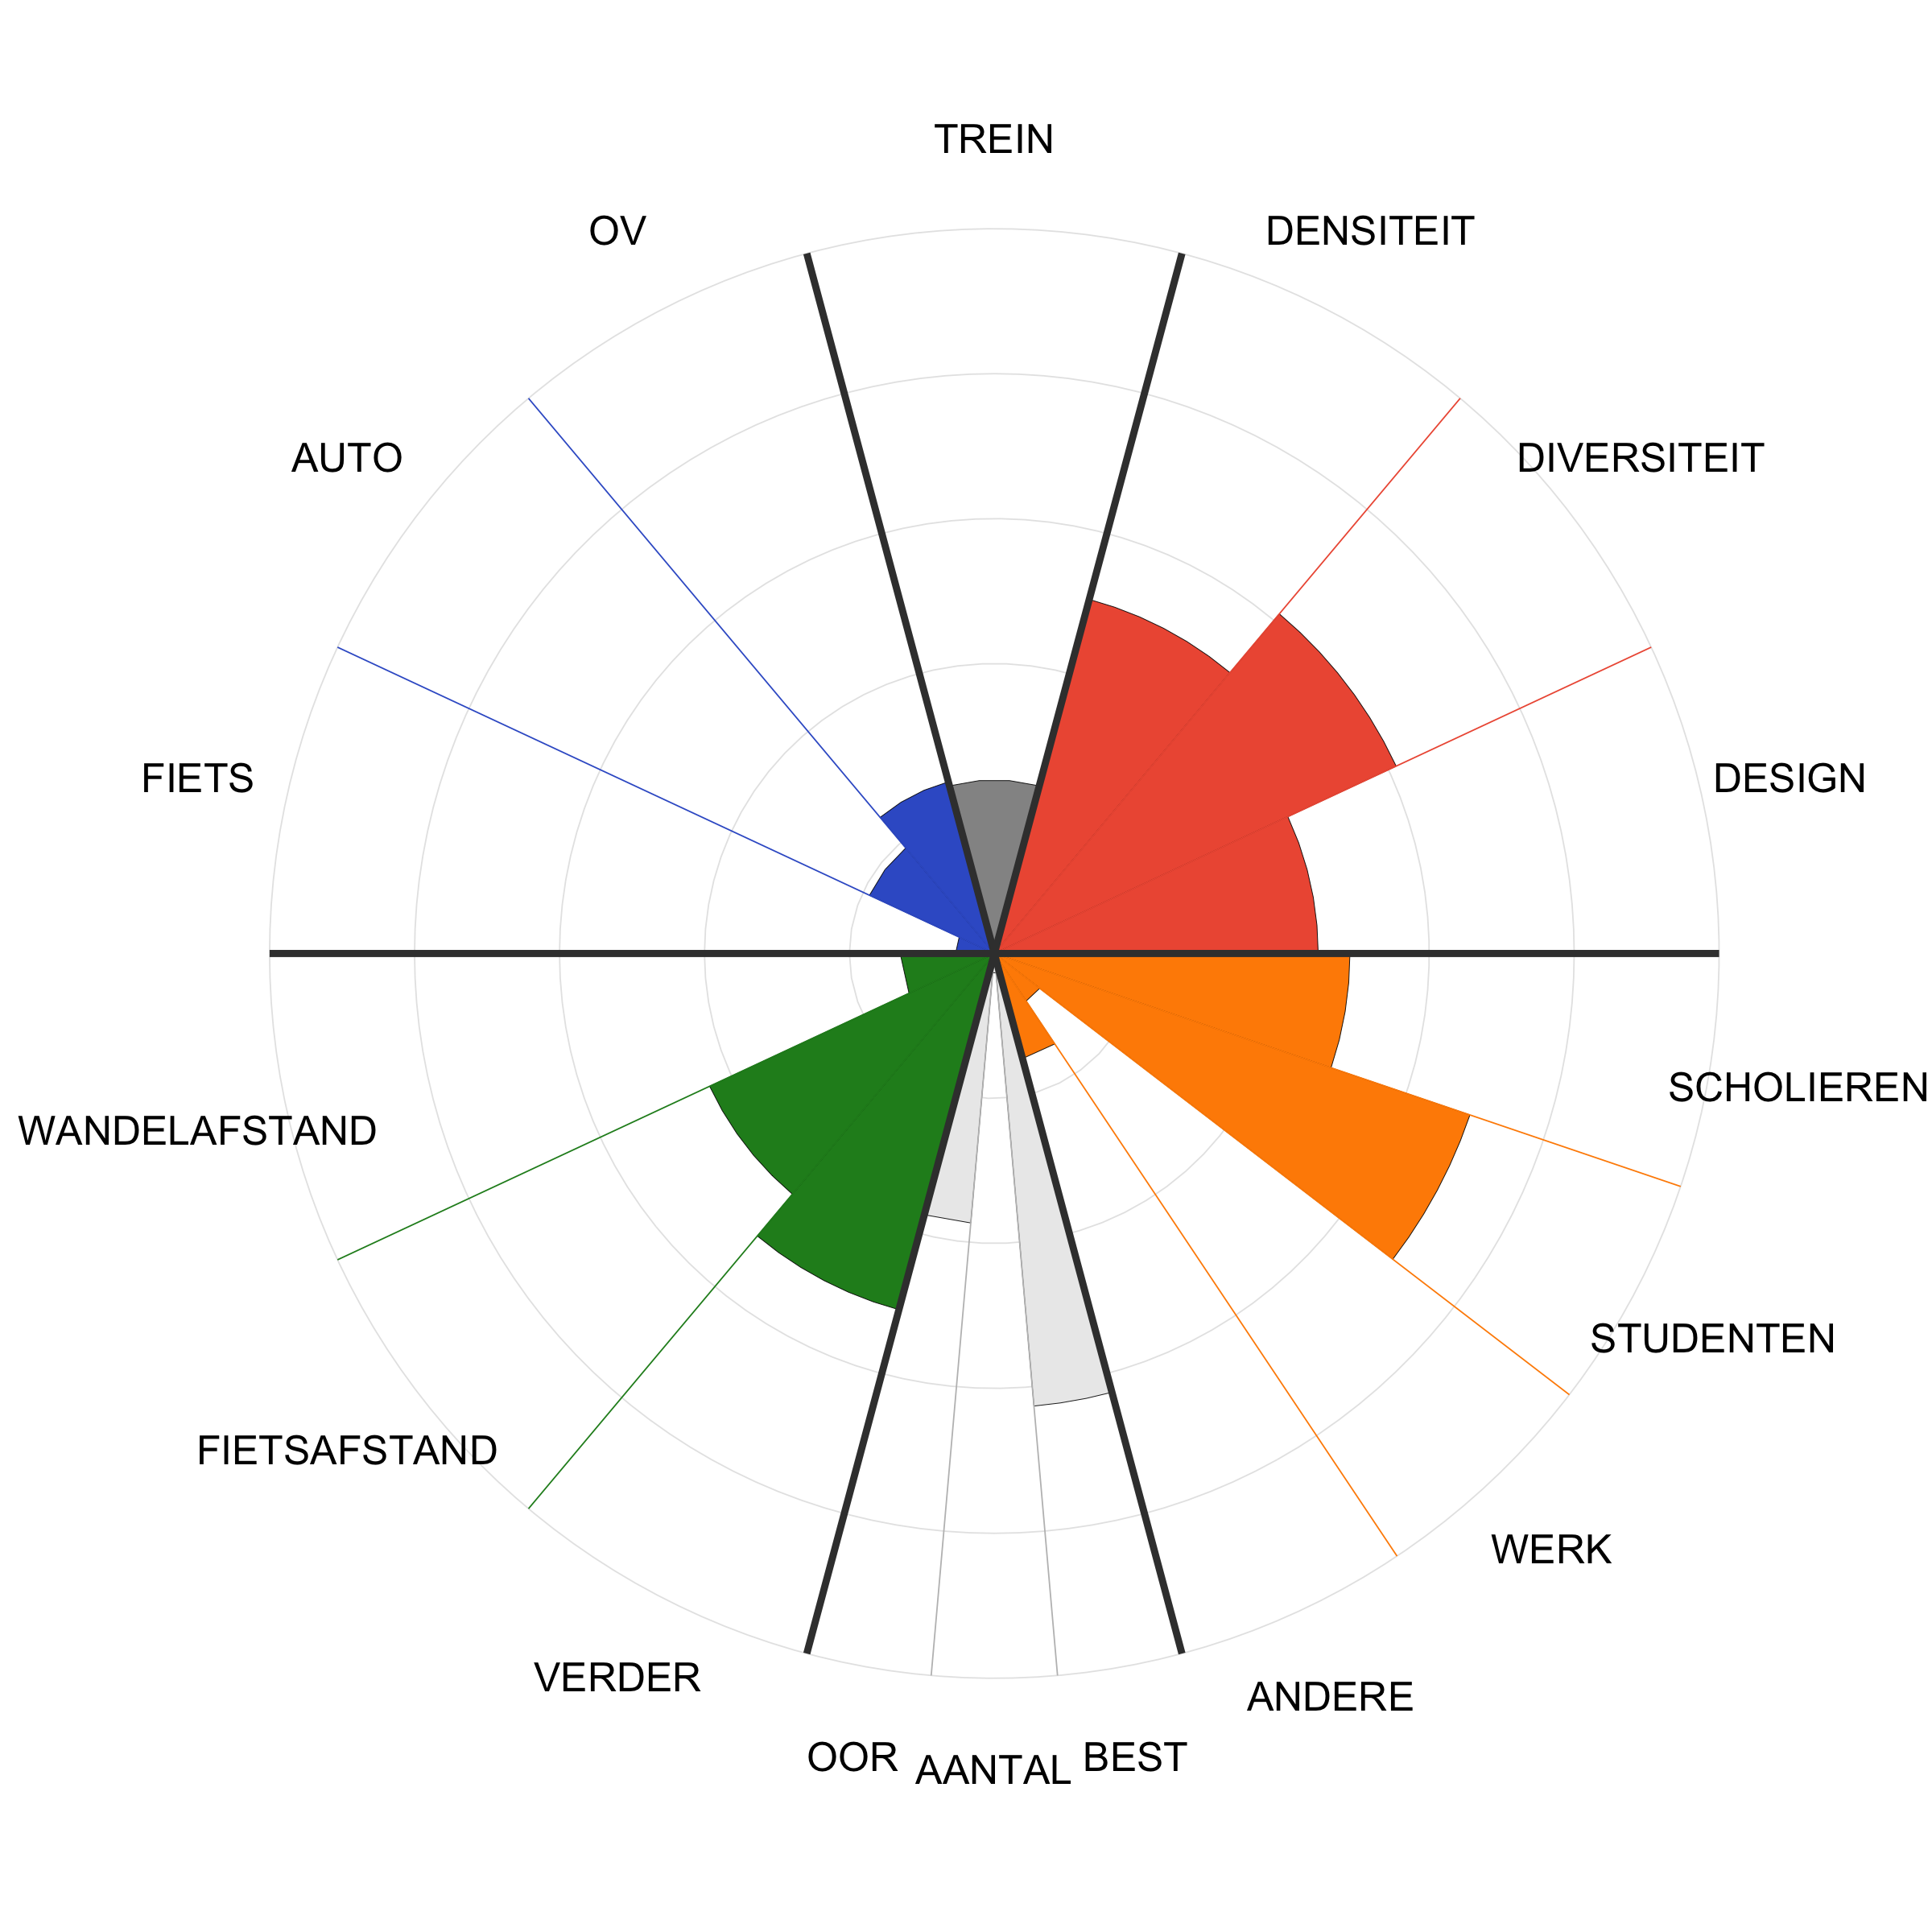 TREIN
OV
DENSITEIT
AUTO
DIVERSITEIT
FIETS
DESIGN
SCHOLIEREN
WANDELAFSTAND
STUDENTEN
FIETSAFSTAND
WERK
VERDER
ANDERE
OOR
AANTAL
BEST